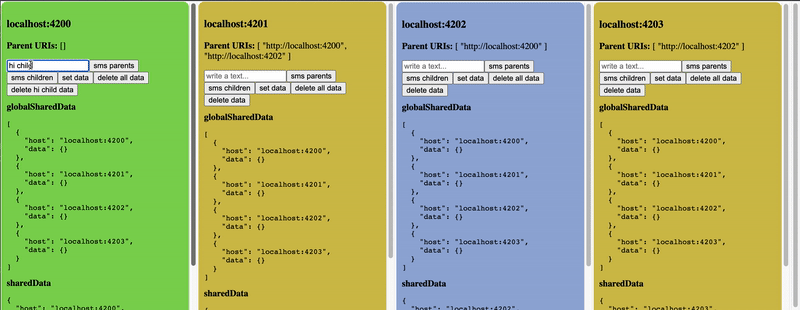 localhost:4200
Parent URIs: []
hi child
sms parents
sms children set data delete all data
delete hi child data
globalSharedData
[
{
"host": "localhost:4200",
"data": {}
},
{
"host": "localhost:4201",
"data": {}
},
{
"host": "localhost:4202",
"data": {}
},
{
"host": "localhost:4203",
"data": {}
}
]
sharedData
{
"host": "localhost:4200",
localhost:4201
Parent URIs: [ "http://localhost:4200",
"http://localhost:4202" ]
write a text...
sms parents
sms children set data delete all data
delete data
globalSharedData
[
{
"host": "localhost:4200",
"data": {}
},
{
"host": "localhost:4201",
"data": {}
},
{
"host": "localhost:4202",
"data": {}
},
{
"host": "localhost:4203",
"data": {}
}
]
sharedData
localhost:4202
Parent URIs: [ "http://localhost:4200" ]
write a text...
sms parents
sms children set data delete all data
delete data
globalSharedData
[
{
"host": "localhost:4200",
"data": {}
},
{
"host": "localhost:4201",
"data": {}
},
{
"host": "localhost:4202",
"data": {}
},
{
"host": "localhost:4203",
"data": {}
}
]
sharedData
{
"host": "localhost:4202",
localhost:4203
Parent URIs: [ "http://localhost:4202" ]
write a text...
sms parents
sms children set data delete all data
delete data
globalSharedData
[
{
"host": "localhost:4200",
"data": {}
},
{
"host": "localhost:4201",
"data": {}
},
{
"host": "localhost:4202",
"data": {}
},
{
"host": "localhost:4203",
"data": {}
}
]
sharedData
{
"host": "localhost:4203",